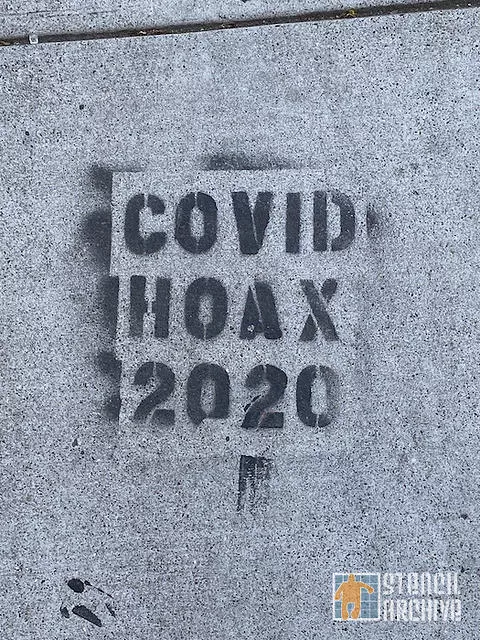 COVID
HOAX
2020
STENCIL
ARCHIVE